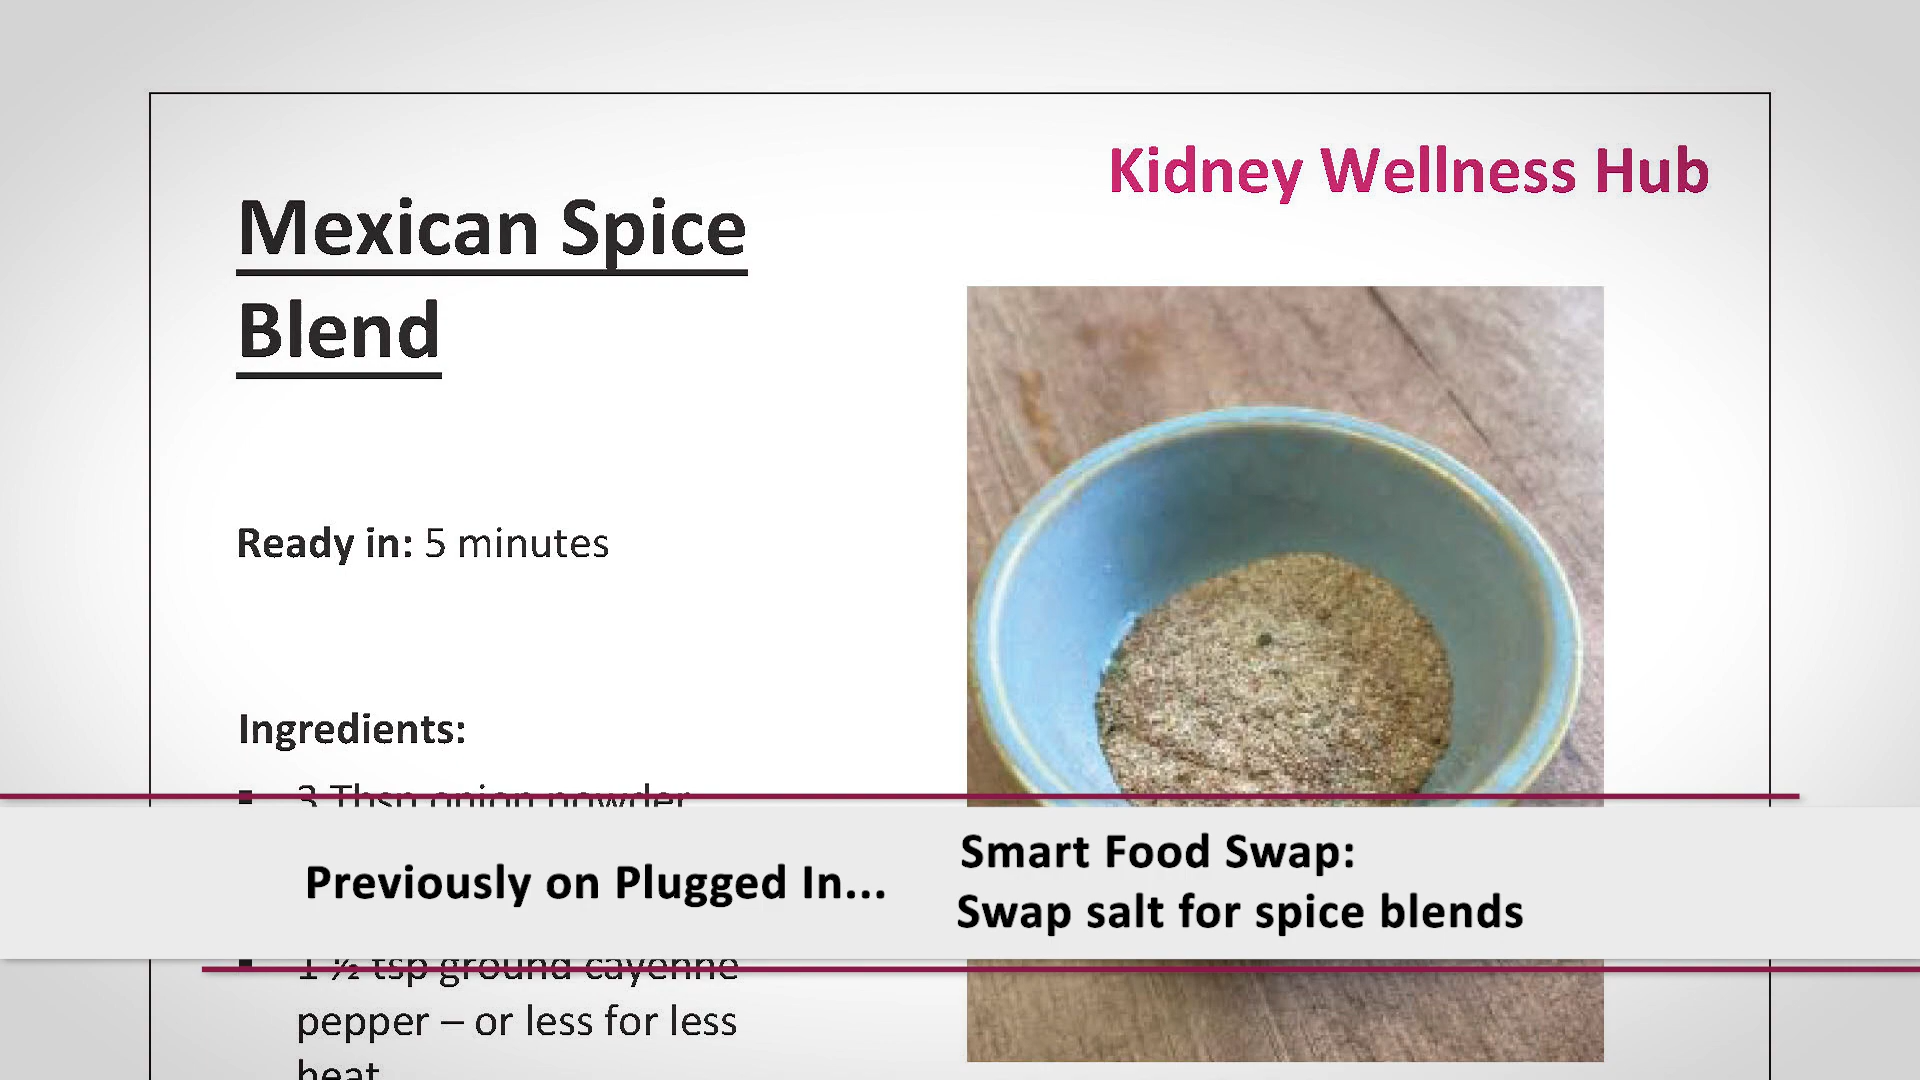 Kidney Wellness Hub
Mexican Spice
Blend
Ready in: 5 minutes
Ingredients:
▪ 3 Tbsp onion powder
Previously on Plugged In...
Smart Food Swap:
Swap salt for spice blends
▪ 1 ½ tsp ground cayenne
pepper – or less for less
heat